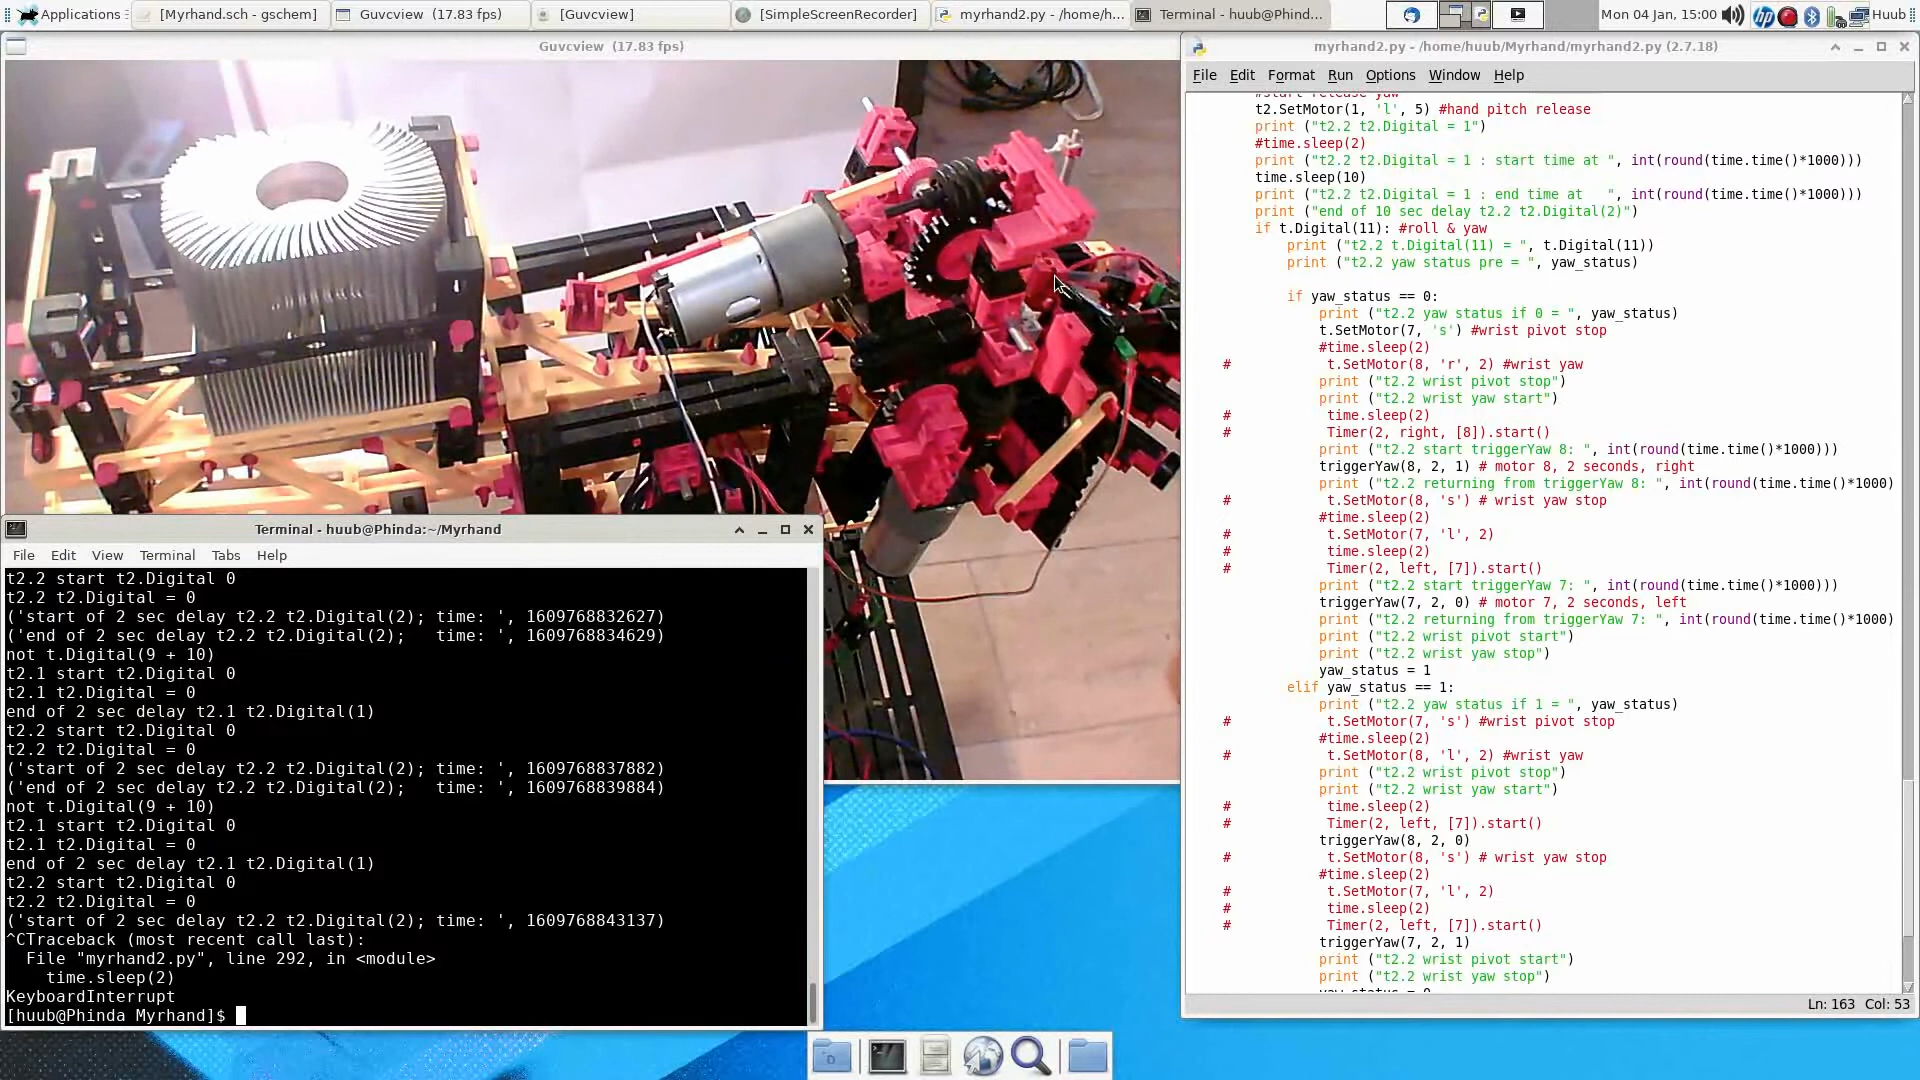 Applications
[Myrhand.sch - gschem]
Guvcview (17.83 fps)
[Guvcview]
[SimpleScreenRecorder]
myrhand2.py - /home/h...
Terminal - huub@Phind...
Mon 04 Jan, 15:00
Huub
Guvcview (17.83 fps)
Terminal - huub@Phinda:~/Myrhand
File Edit View Terminal Tabs Help
t2.2 start t2.Digital 0
t2.2 t2.Digital = 0
('start of 2 sec delay t2.2 t2.Digital(2); time: ', 1609768832627)
('end of 2 sec delay t2.2 t2.Digital(2);   time: ', 1609768834629)
not t.Digital(9 + 10)
t2.1 start t2.Digital 0
t2.1 t2.Digital = 0
end of 2 sec delay t2.1 t2.Digital(1)
t2.2 start t2.Digital 0
t2.2 t2.Digital = 0
('start of 2 sec delay t2.2 t2.Digital(2); time: ', 1609768837882)
('end of 2 sec delay t2.2 t2.Digital(2);   time: ', 1609768839884)
not t.Digital(9 + 10)
t2.1 start t2.Digital 0
t2.1 t2.Digital = 0
end of 2 sec delay t2.1 t2.Digital(1)
t2.2 start t2.Digital 0
t2.2 t2.Digital = 0
('start of 2 sec delay t2.2 t2.Digital(2); time: ', 1609768843137)
^CTraceback (most recent call last):
  File "myrhand2.py", line 292, in <module>
    time.sleep(2)
KeyboardInterrupt
[huub@Phinda Myrhand]$
myrhand2.py - /home/huub/Myrhand/myrhand2.py (2.7.18)
File Edit Format Run Options Window Help
#start release yaw
t2.SetMotor(1, 'l', 5) #hand pitch release
print ("t2.2 t2.Digital = 1")
#time.sleep(2)
print ("t2.2 t2.Digital = 1 : start time at ", int(round(time.time()*1000)))
time.sleep(10)
print ("t2.2 t2.Digital = 1 : end time at   ", int(round(time.time()*1000)))
print ("end of 10 sec delay t2.2 t2.Digital(2)")
if t.Digital(11): #roll & yaw
print ("t2.2 t.Digital(11) = ", t.Digital(11))
print ("t2.2 yaw status pre = ", yaw_status)
if yaw_status == 0:
print ("t2.2 yaw status if 0 = ", yaw_status)
t.SetMotor(7, 's') #wrist pivot stop
#time.sleep(2)
# t.SetMotor(8, 'r', 2) #wrist yaw
print ("t2.2 wrist pivot stop")
print ("t2.2 wrist yaw start")
# time.sleep(2)
# Timer(2, right, [8]).start()
print ("t2.2 start triggerYaw 8: ", int(round(time.time()*1000)))
triggerYaw(8, 2, 1) # motor 8, 2 seconds, right
print ("t2.2 returning from triggerYaw 8: ", int(round(time.time()*1000)
# t.SetMotor(8, 's') # wrist yaw stop
#time.sleep(2)
# t.SetMotor(7, 'l', 2)
# time.sleep(2)
# Timer(2, left, [7]).start()
print ("t2.2 start triggerYaw 7: ", int(round(time.time()*1000)))
triggerYaw(7, 2, 0) # motor 7, 2 seconds, left
print ("t2.2 returning from triggerYaw 7: ", int(round(time.time()*1000)
print ("t2.2 wrist pivot start")
print ("t2.2 wrist yaw stop")
yaw_status = 1
elif yaw_status == 1:
print ("t2.2 yaw status if 1 = ", yaw_status)
# t.SetMotor(7, 's') #wrist pivot stop
#time.sleep(2)
# t.SetMotor(8, 'l', 2) #wrist yaw
print ("t2.2 wrist pivot stop")
print ("t2.2 wrist yaw start")
# time.sleep(2)
# Timer(2, left, [7]).start()
triggerYaw(8, 2, 0)
# t.SetMotor(8, 's') # wrist yaw stop
#time.sleep(2)
# t.SetMotor(7, 'l', 2)
# time.sleep(2)
# Timer(2, left, [7]).start()
triggerYaw(7, 2, 1)
print ("t2.2 wrist pivot start")
print ("t2.2 wrist yaw stop")
yaw_status = 0
Ln: 163 Col: 53